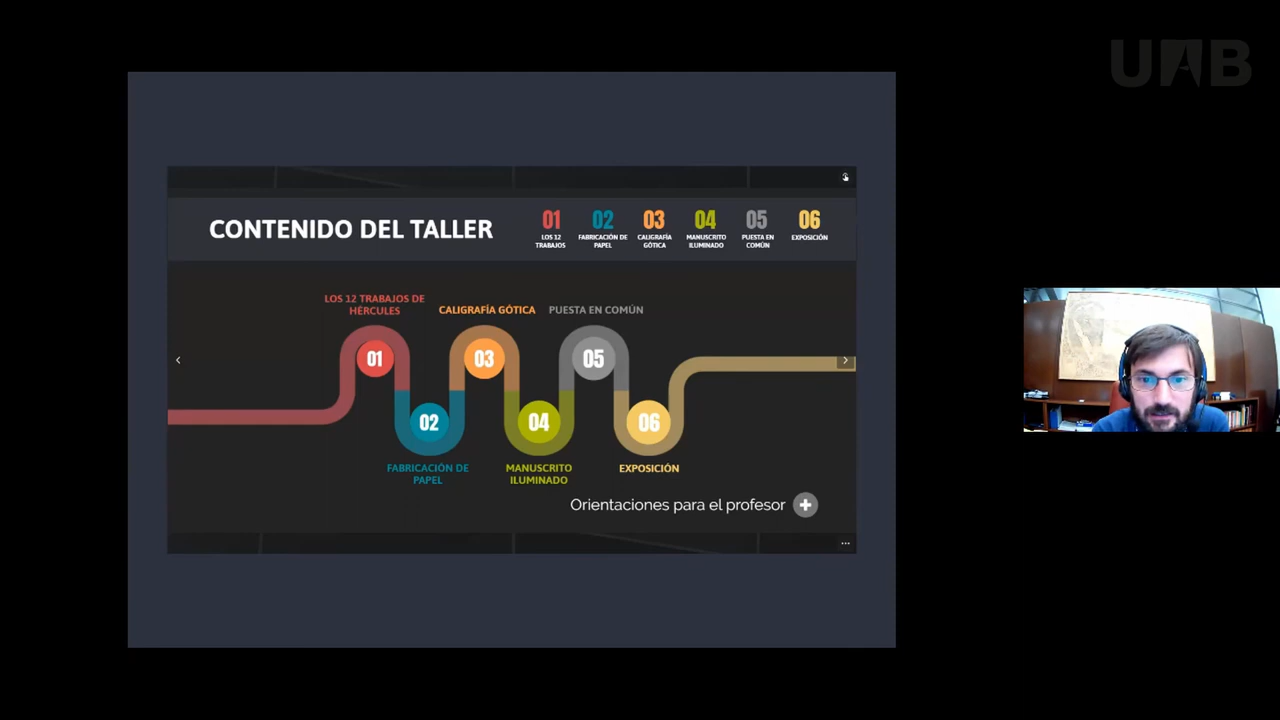 UAB
CONTENIDO DEL TALLER
01
02
03
04
05
06
LOS 12
TRABAJOS
FABRICACIÓN DE
PAPEL
CALIGRAFÍA
GÓTICA
MANUSCRITO
ILUMINADO
PUESTA EN
COMÚN
EXPOSICIÓN
LOS 12 TRABAJOS DE
HÉRCULES
CALIGRAFÍA GÓTICA
PUESTA EN COMÚN
01
03
05
02
04
06
FABRICACIÓN DE
PAPEL
MANUSCRITO
ILUMINADO
EXPOSICIÓN
Orientaciones para el profesor